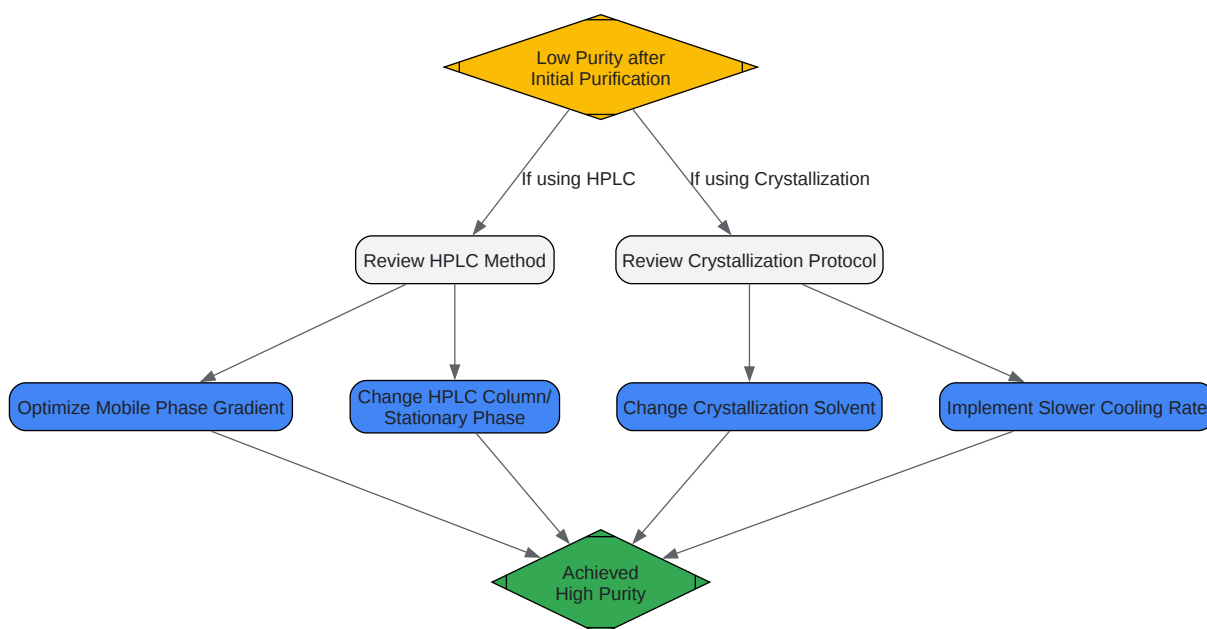 Low Purity after
Initial Purification
If using HPLC
If using Crystallization
Review HPLC Method
Review Crystallization Protocol
Optimize Mobile Phase Gradient
Change HPLC Column/
Stationary Phase
Change Crystallization Solvent
Implement Slower Cooling Rate
Achieved
High Purity